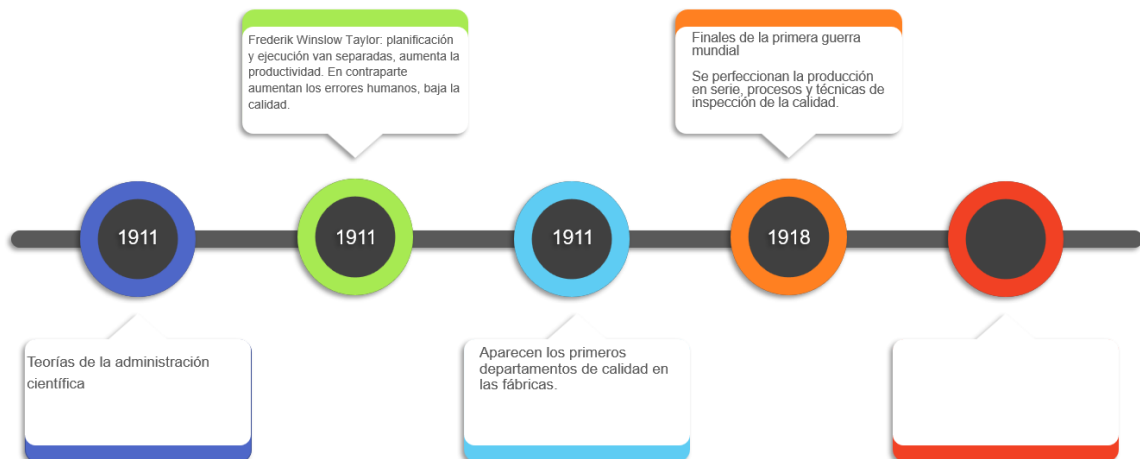 Frederik Winslow Taylor: planificación
y ejecución van separadas, aumenta la
productividad. En contraparte
aumentan los errores humanos, baja la
calidad.
Finales de la primera guerra
mundial
Se perfeccionan la producción
en serie, procesos y técnicas de
inspección de la calidad.
1911
1911
1911
1918
Teorías de la administración
científica
Aparecen los primeros
departamentos de calidad en
las fábricas.